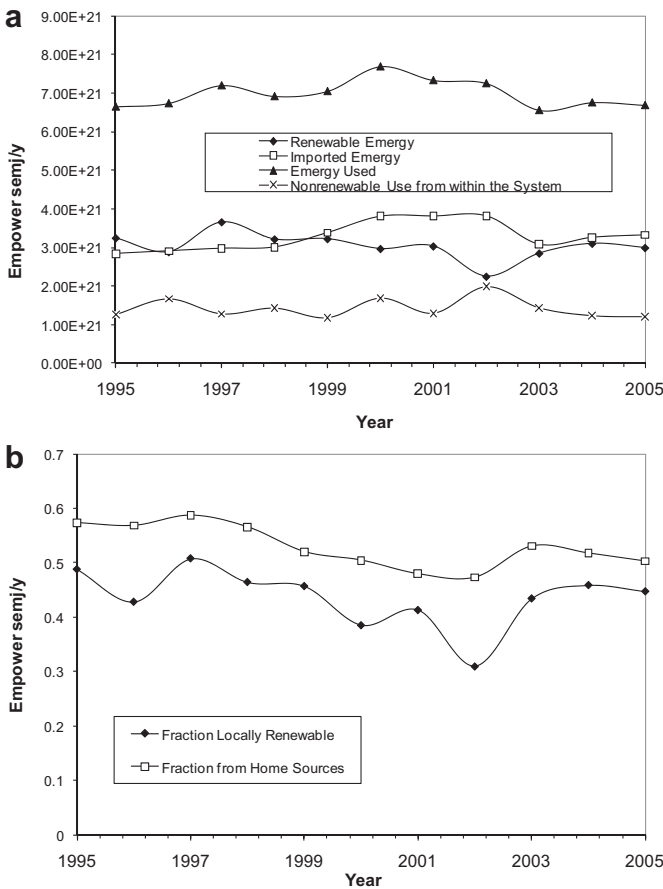 a
9.00E+21
8.00E+21
7.00E+21
6.00E+21
5.00E+21
4.00E+21
3.00E+21
2.00E+21
1.00E+21
0.00E+00
Empower semj/y
Renewable Emergy
Imported Emergy
Emergy Used
Nonrenewable Use from within the System
1995 1997 1999 2001 2003 2005
Year
b
0.7
0.6
0.5
0.4
0.3
0.2
0.1
0
Empower semj/y
Fraction Locally Renewable
Fraction from Home Sources
1995 1997 1999 2001 2003 2005
Year